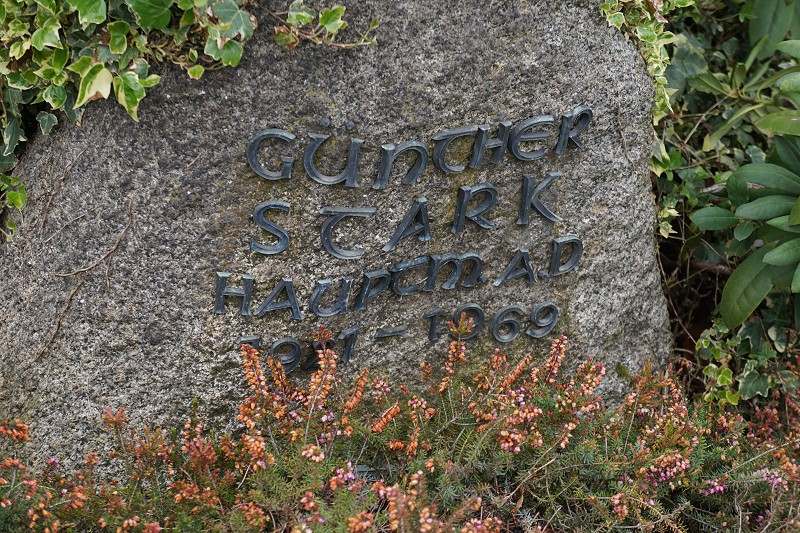 GÜNTHER
STARK
HAUPTM.A.D
– 1969